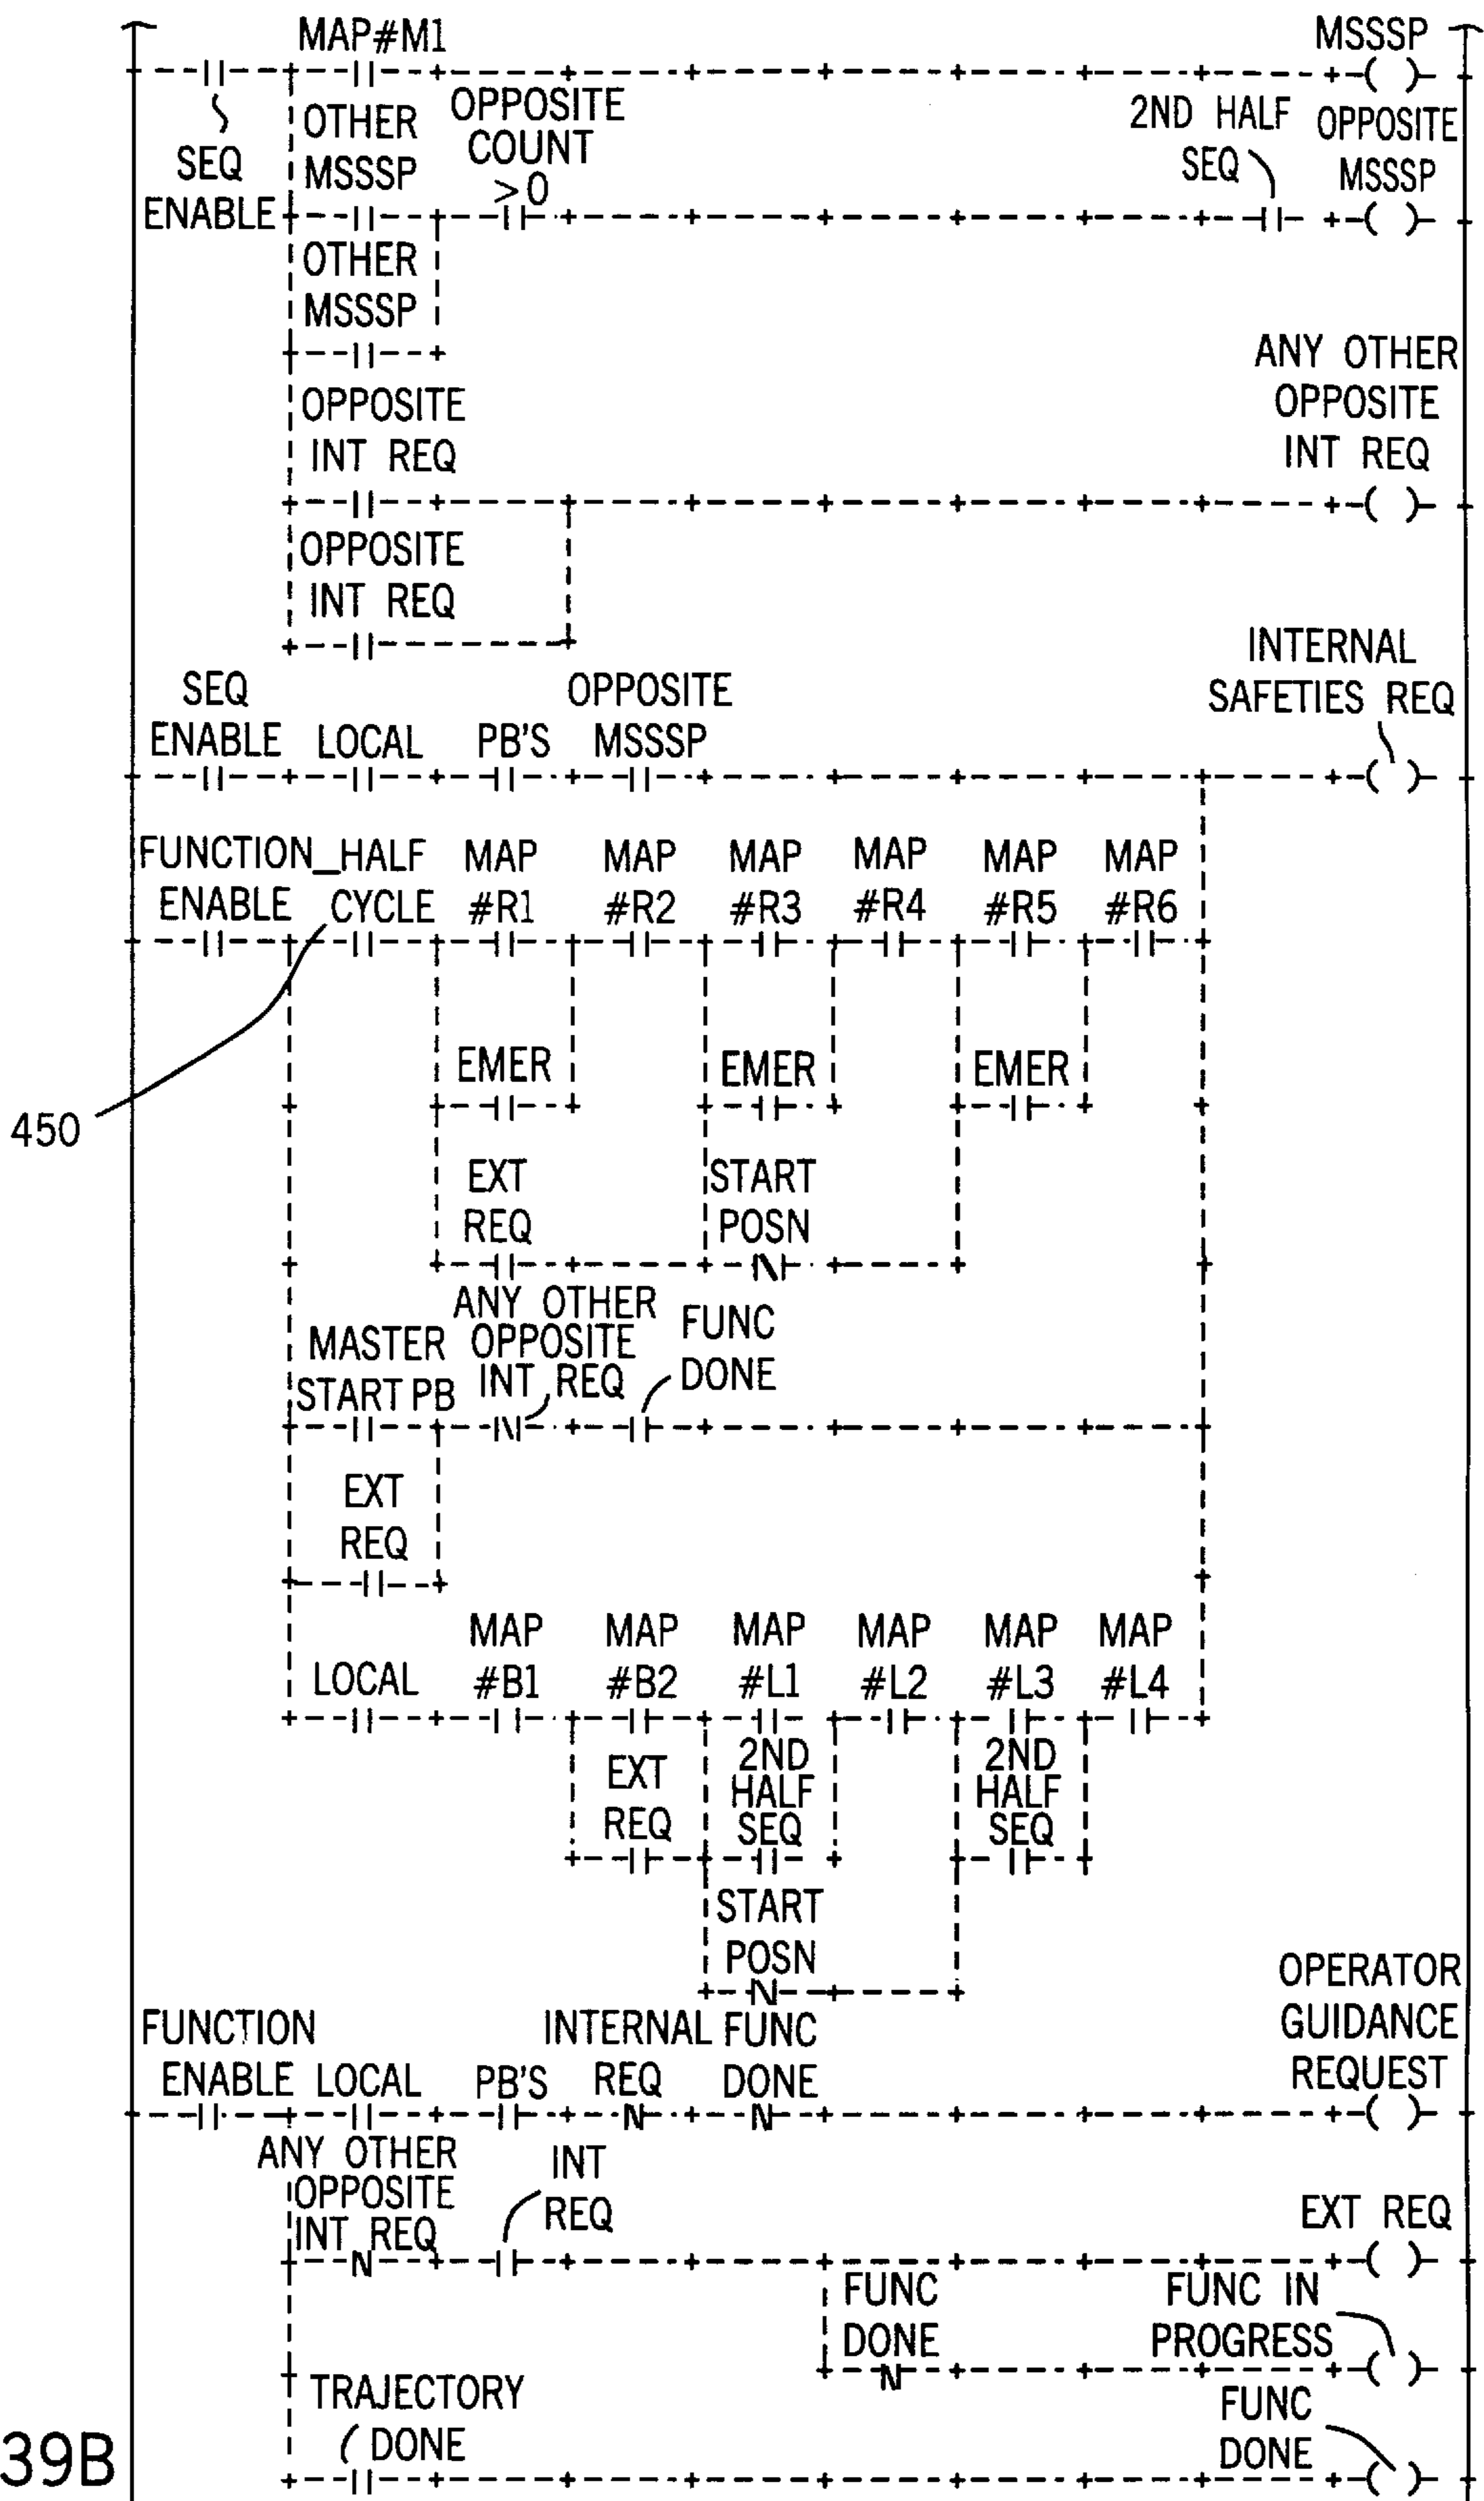 MAP#M1
MSSSP
SEQ
ENABLE
OTHER
MSSSP
OPPOSITE
COUNT
>0
2ND HALF
SEQ
OPPOSITE
MSSSP
OTHER
MSSSP
OPPOSITE
INT REQ
ANY OTHER
OPPOSITE
INT REQ
OPPOSITE
INT REQ
SEQ
ENABLE
LOCAL
PB'S
OPPOSITE
MSSSP
INTERNAL
SAFETIES REQ
FUNCTION
ENABLE
HALF
CYCLE
MAP
#R1
MAP
#R2
MAP
#R3
MAP
#R4
MAP
#R5
MAP
#R6
450
EMER
EMER
EMER
EXT
REQ
START
POSN
MASTER
START PB
ANY OTHER
OPPOSITE
INT REQ
FUNC
DONE
EXT
REQ
LOCAL
MAP
#B1
MAP
#B2
MAP
#L1
MAP
#L2
MAP
#L3
MAP
#L4
EXT
REQ
2ND
HALF
SEQ
2ND
HALF
SEQ
START
POSN
FUNCTION
ENABLE
LOCAL
PB'S
INTERNAL
REQ
FUNC
DONE
OPERATOR
GUIDANCE
REQUEST
ANY OTHER
OPPOSITE
INT REQ
INT
REQ
EXT REQ
FUNC
DONE
FUNC IN
PROGRESS
TRAJECTORY
DONE
FUNC
DONE
39B